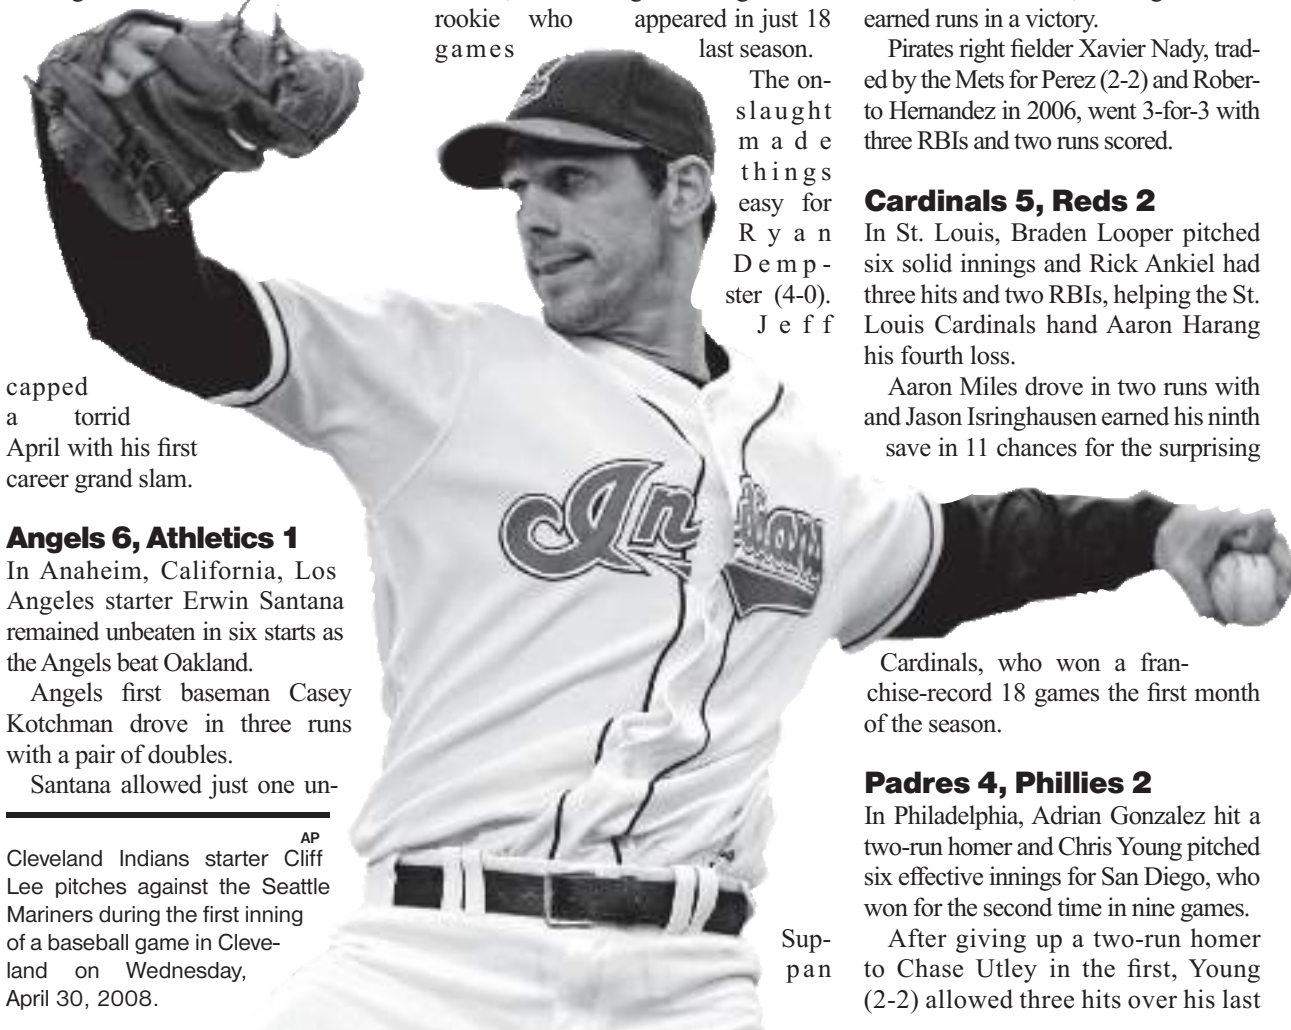 capped
a torrid
April with his first
career grand slam.
Angels 6, Athletics 1
In Anaheim, California, Los
Angeles starter Erwin Santana
remained unbeaten in six starts as
the Angels beat Oakland.
Angels first baseman Casey
Kotchman drove in three runs
with a pair of doubles.
Santana allowed just one un-
AP
Cleveland Indians starter Cliff
Lee pitches against the Seattle
Mariners during the first inning
of a baseball game in Cleve-
land on Wednesday,
April 30, 2008.
rookie who appeared in just 18
games last season.
The on-
slaught
made
things
easy for
Ryan
Demp-
ster (4-0).
Jeff
Indians
Sup-
pan
earned runs in a victory.
Pirates right fielder Xavier Nady, trad-
ed by the Mets for Perez (2-2) and Rober-
to Hernandez in 2006, went 3-for-3 with
three RBIs and two runs scored.
Cardinals 5, Reds 2
In St. Louis, Braden Looper pitched
six solid innings and Rick Ankiel had
three hits and two RBIs, helping the St.
Louis Cardinals hand Aaron Harang
his fourth loss.
Aaron Miles drove in two runs with
and Jason Isringhausen earned his ninth
save in 11 chances for the surprising
Cardinals, who won a fran-
chise-record 18 games the first month
of the season.
Padres 4, Phillies 2
In Philadelphia, Adrian Gonzalez hit a
two-run homer and Chris Young pitched
six effective innings for San Diego, who
won for the second time in nine games.
After giving up a two-run homer
to Chase Utley in the first, Young
(2-2) allowed three hits over his last